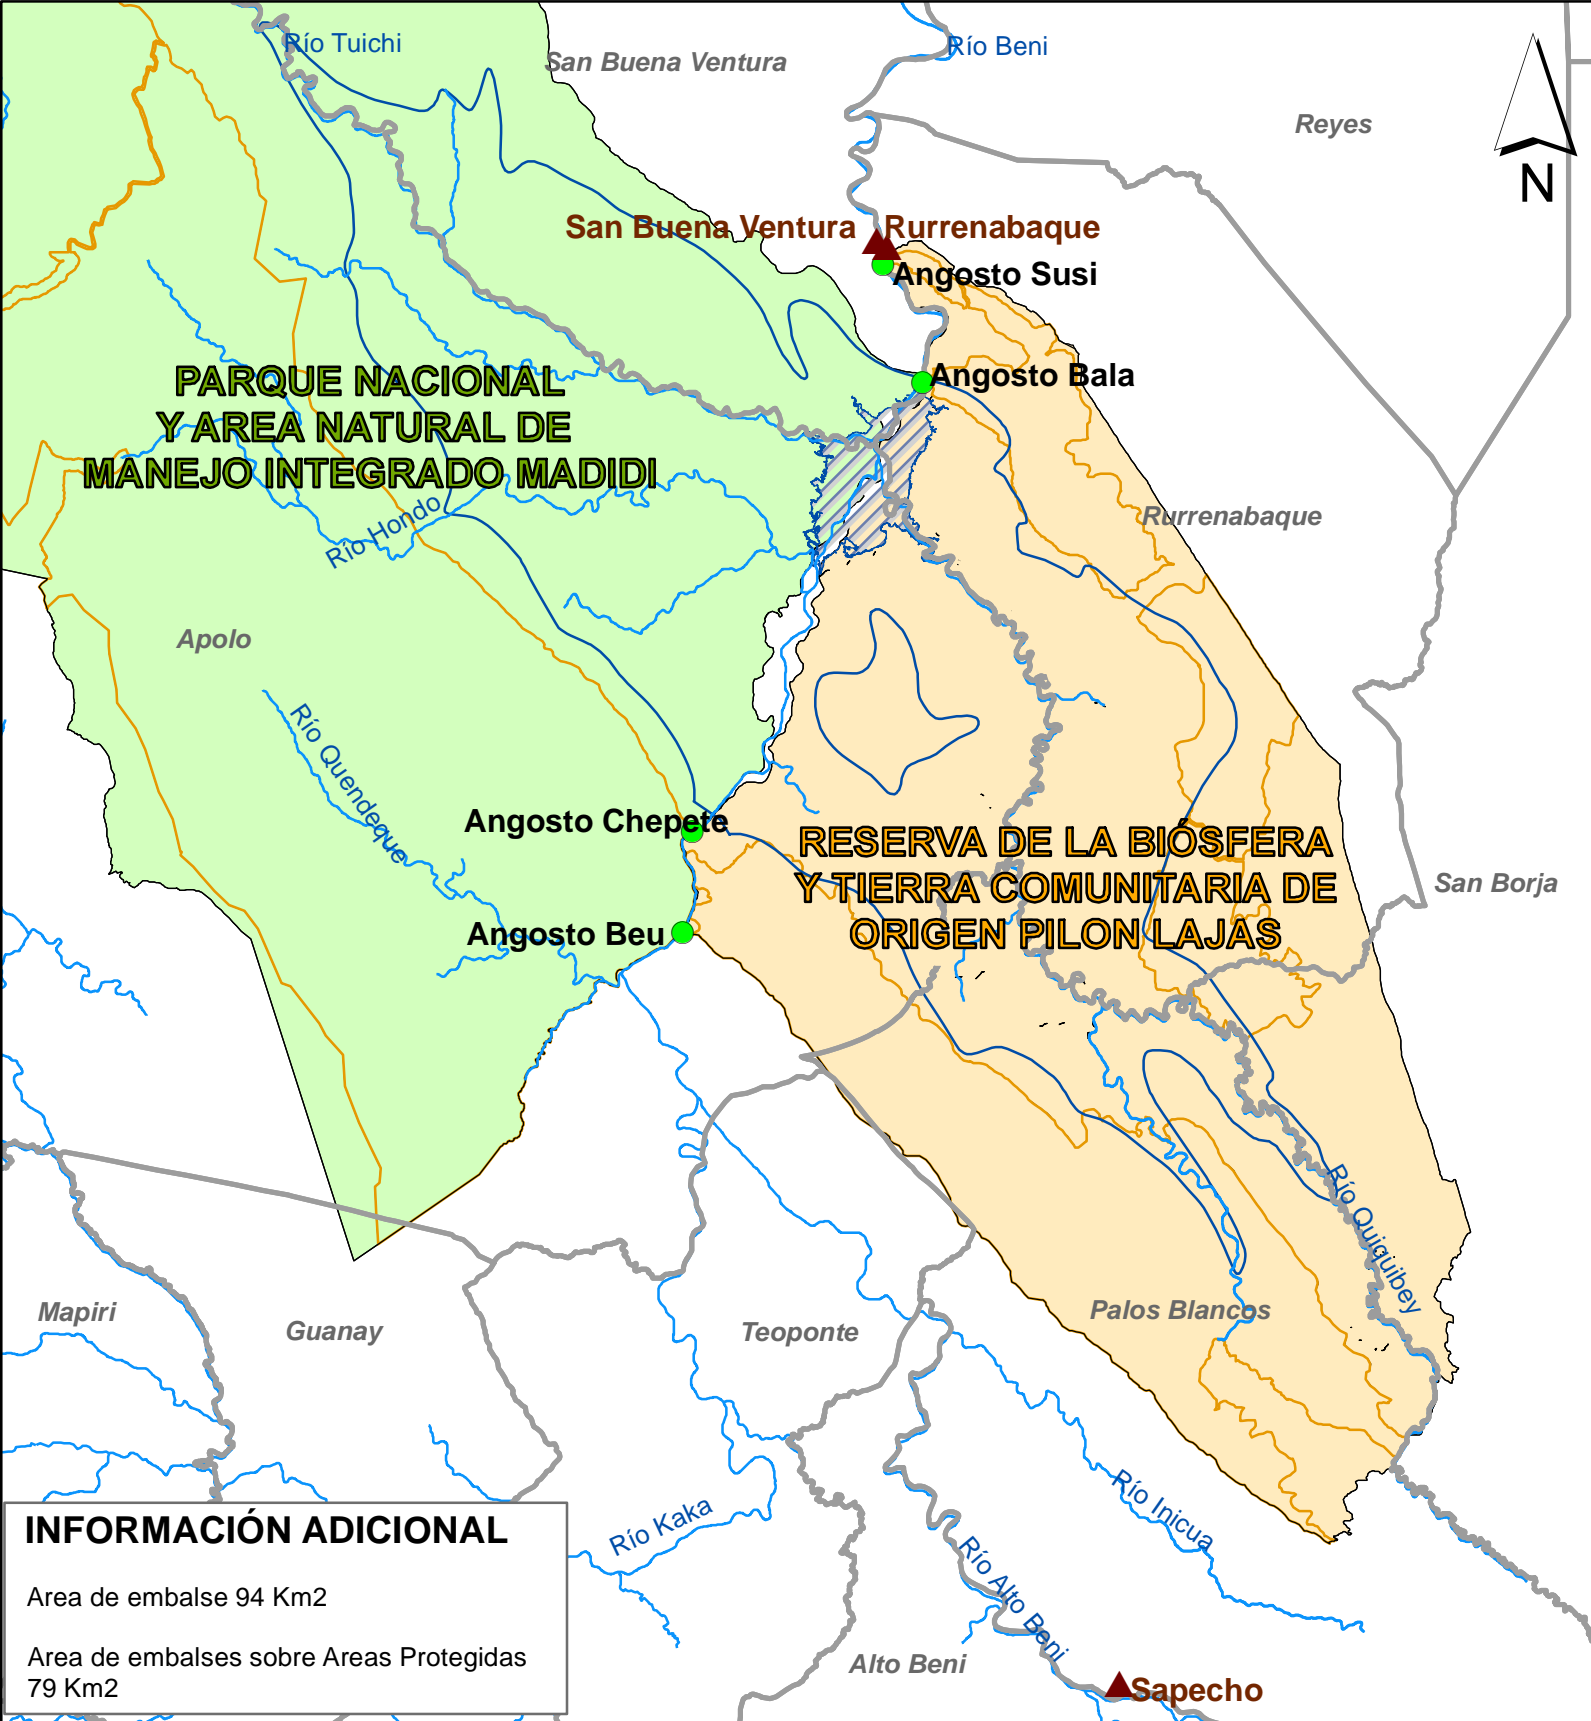 Río Tuichi
San Buena Ventura
Río Beni
Reyes
N
San Buena Ventura
Rurrenabaque
Angosto Susi
Angosto Bala
PARQUE NACIONAL
Y AREA NATURAL DE
MANEJO INTEGRADO MADIDI
Río Hondo
Rurrenabaque
Apolo
Río Quendeque
Angosto Chepete
RESERVA DE LA BIÓSFERA
Y TIERRA COMUNITARIA DE
ORIGEN PILON LAJAS
San Borja
Angosto Beu
Río Quiquibey
Mapiri
Guanay
Teoponte
Palos Blancos
Río Kaka
Río Inicua
Río Alto Beni
Alto Beni
Sapecho
INFORMACIÓN ADICIONAL
Area de embalse 94 Km2
Area de embalses sobre Areas Protegidas
79 Km2